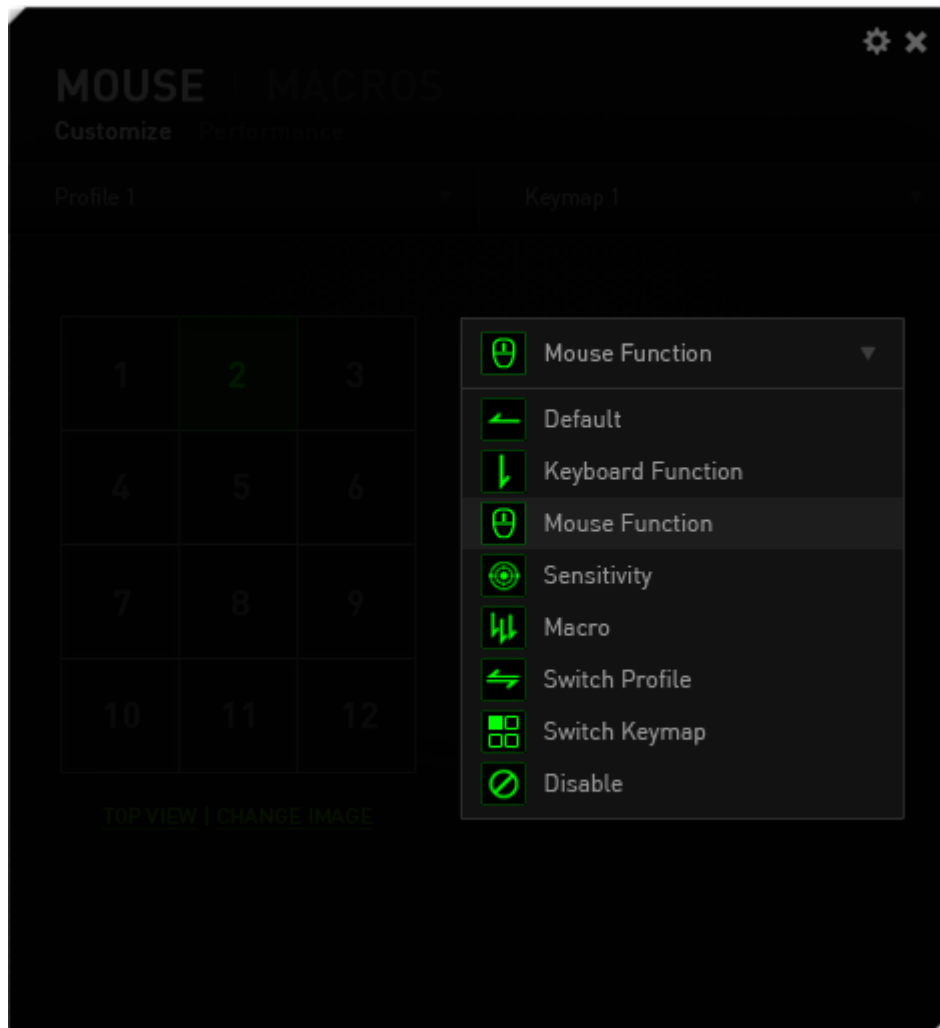 MOUSE | MACROS
Customize Performance
Profile 1 Keymap 1
1 2 3
4 5 6
7 8 9
10 11 12
TOP VIEW | CHANGE IMAGE
Mouse Function
Default
Keyboard Function
Mouse Function
Sensitivity
Macro
Switch Profile
Switch Keymap
Disable